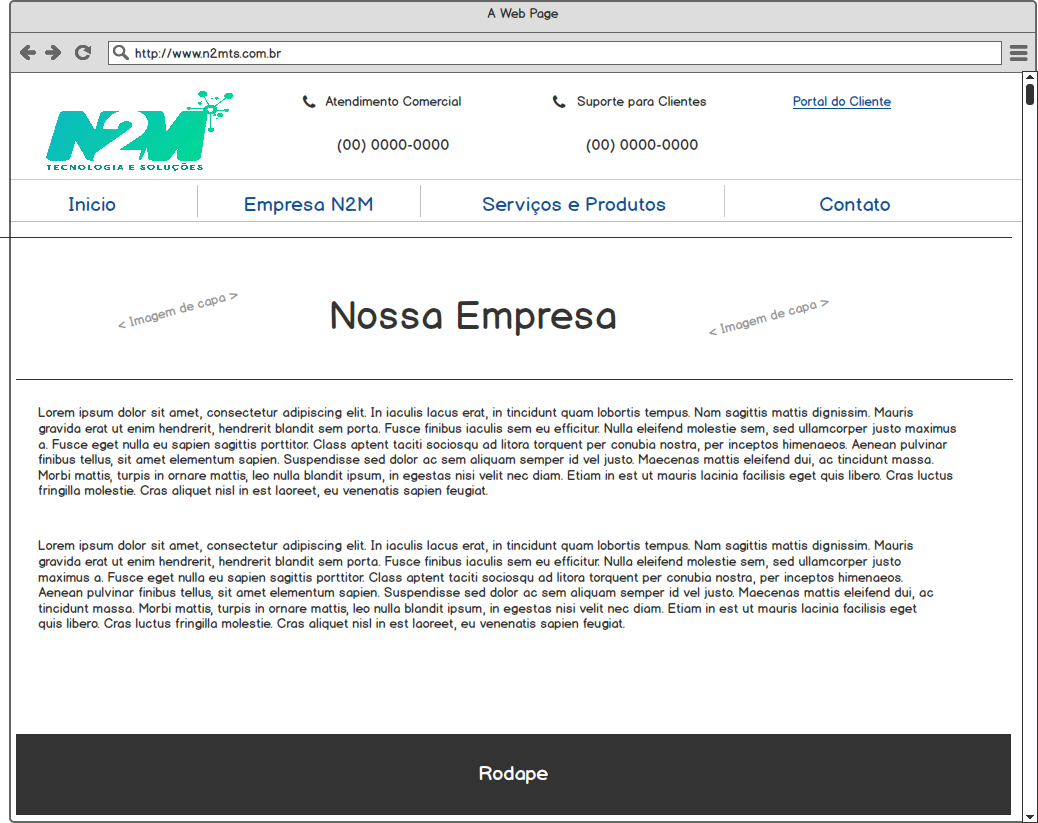 A Web Page
http://www.n2mts.com.br
N2M
TECNOLOGIA E SOLUÇÕES
Atendimento Comercial
(00) 0000-0000
Suporte para Clientes
(00) 0000-0000
Portal do Cliente
Inicio
Empresa N2M
Serviços e Produtos
Contato
< Imagem de capa >
Nossa Empresa
< Imagem de capa >
Lorem ipsum dolor sit amet, consectetur adipiscing elit. In iaculis lacus erat, in tincidunt quam lobortis tempus. Nam sagittis mattis dignissim. Mauris
gravida erat ut enim hendrerit, hendrerit blandit sem porta. Fusce finibus iaculis sem eu efficitur. Nulla eleifend molestie sem, sed ullamcorper justo maximus
a. Fusce eget nulla eu sapien sagittis porttitor. Class aptent taciti sociosqu ad litora torquent per conubia nostra, per inceptos himenaeos. Aenean pulvinar
finibus tellus, sit amet elementum sapien. Suspendisse sed dolor ac sem aliquam semper id vel justo. Maecenas mattis eleifend dui, ac tincidunt massa.
Morbi mattis, turpis in ornare mattis, leo nulla blandit ipsum, in egestas nisi velit nec diam. Etiam in est ut mauris lacinia facilisis eget quis libero. Cras luctus
fringilla molestie. Cras aliquet nisl in est laoreet, eu venenatis sapien feugiat.
Lorem ipsum dolor sit amet, consectetur adipiscing elit. In iaculis lacus erat, in tincidunt quam lobortis tempus. Nam sagittis mattis dignissim. Mauris
gravida erat ut enim hendrerit, hendrerit blandit sem porta. Fusce finibus iaculis sem eu efficitur. Nulla eleifend molestie sem, sed ullamcorper justo
maximus a. Fusce eget nulla eu sapien sagittis porttitor. Class aptent taciti sociosqu ad litora torquent per conubia nostra, per inceptos himenaeos.
Aenean pulvinar finibus tellus, sit amet elementum sapien. Suspendisse sed dolor ac sem aliquam semper id vel justo. Maecenas mattis eleifend dui, ac
tincidunt massa. Morbi mattis, turpis in ornare mattis, leo nulla blandit ipsum, in egestas nisi velit nec diam. Etiam in est ut mauris lacinia facilisis eget
quis libero. Cras luctus fringilla molestie. Cras aliquet nisl in est laoreet, eu venenatis sapien feugiat.
Rodape